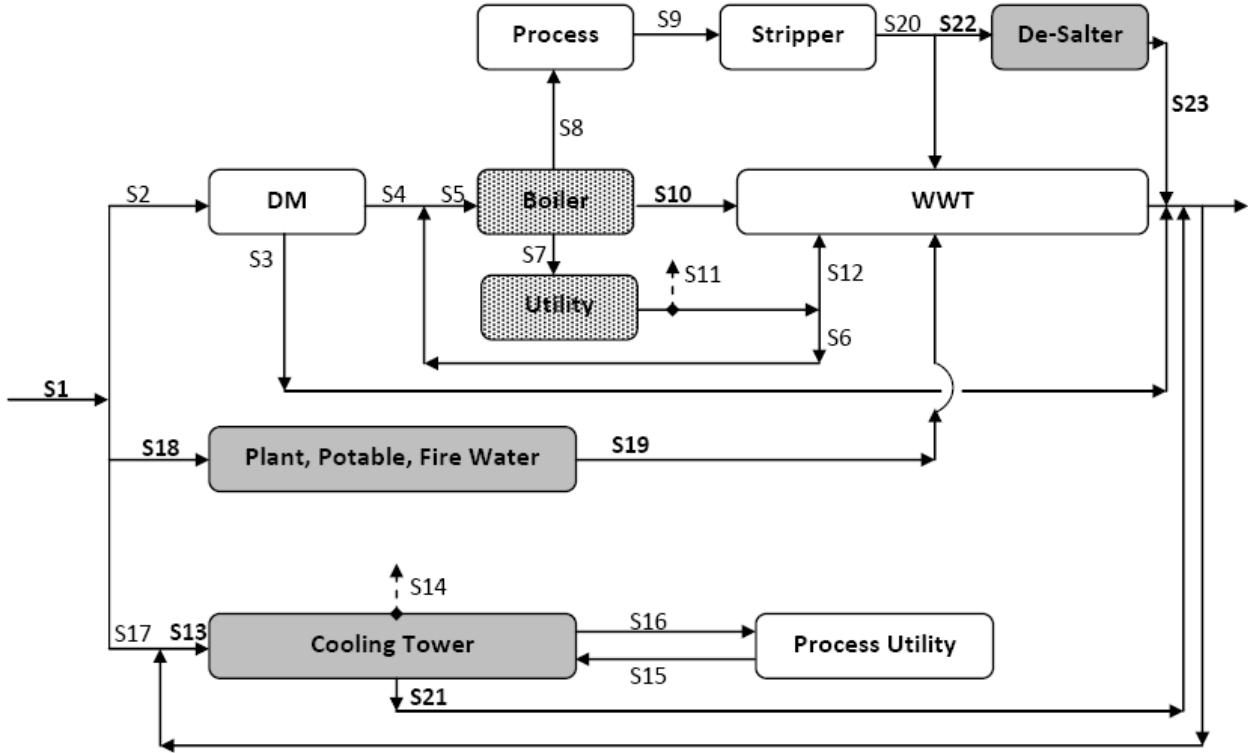 Process
S9
Stripper
S20
S22
De-Salter
S23
S8
S2
DM
S4
S5
Boiler
S10
WWT
S3
S7
Utility
S11
S12
S6
S1
S18
Plant, Potable, Fire Water
S19
S14
S17
S13
Cooling Tower
S16
S15
Process Utility
S21